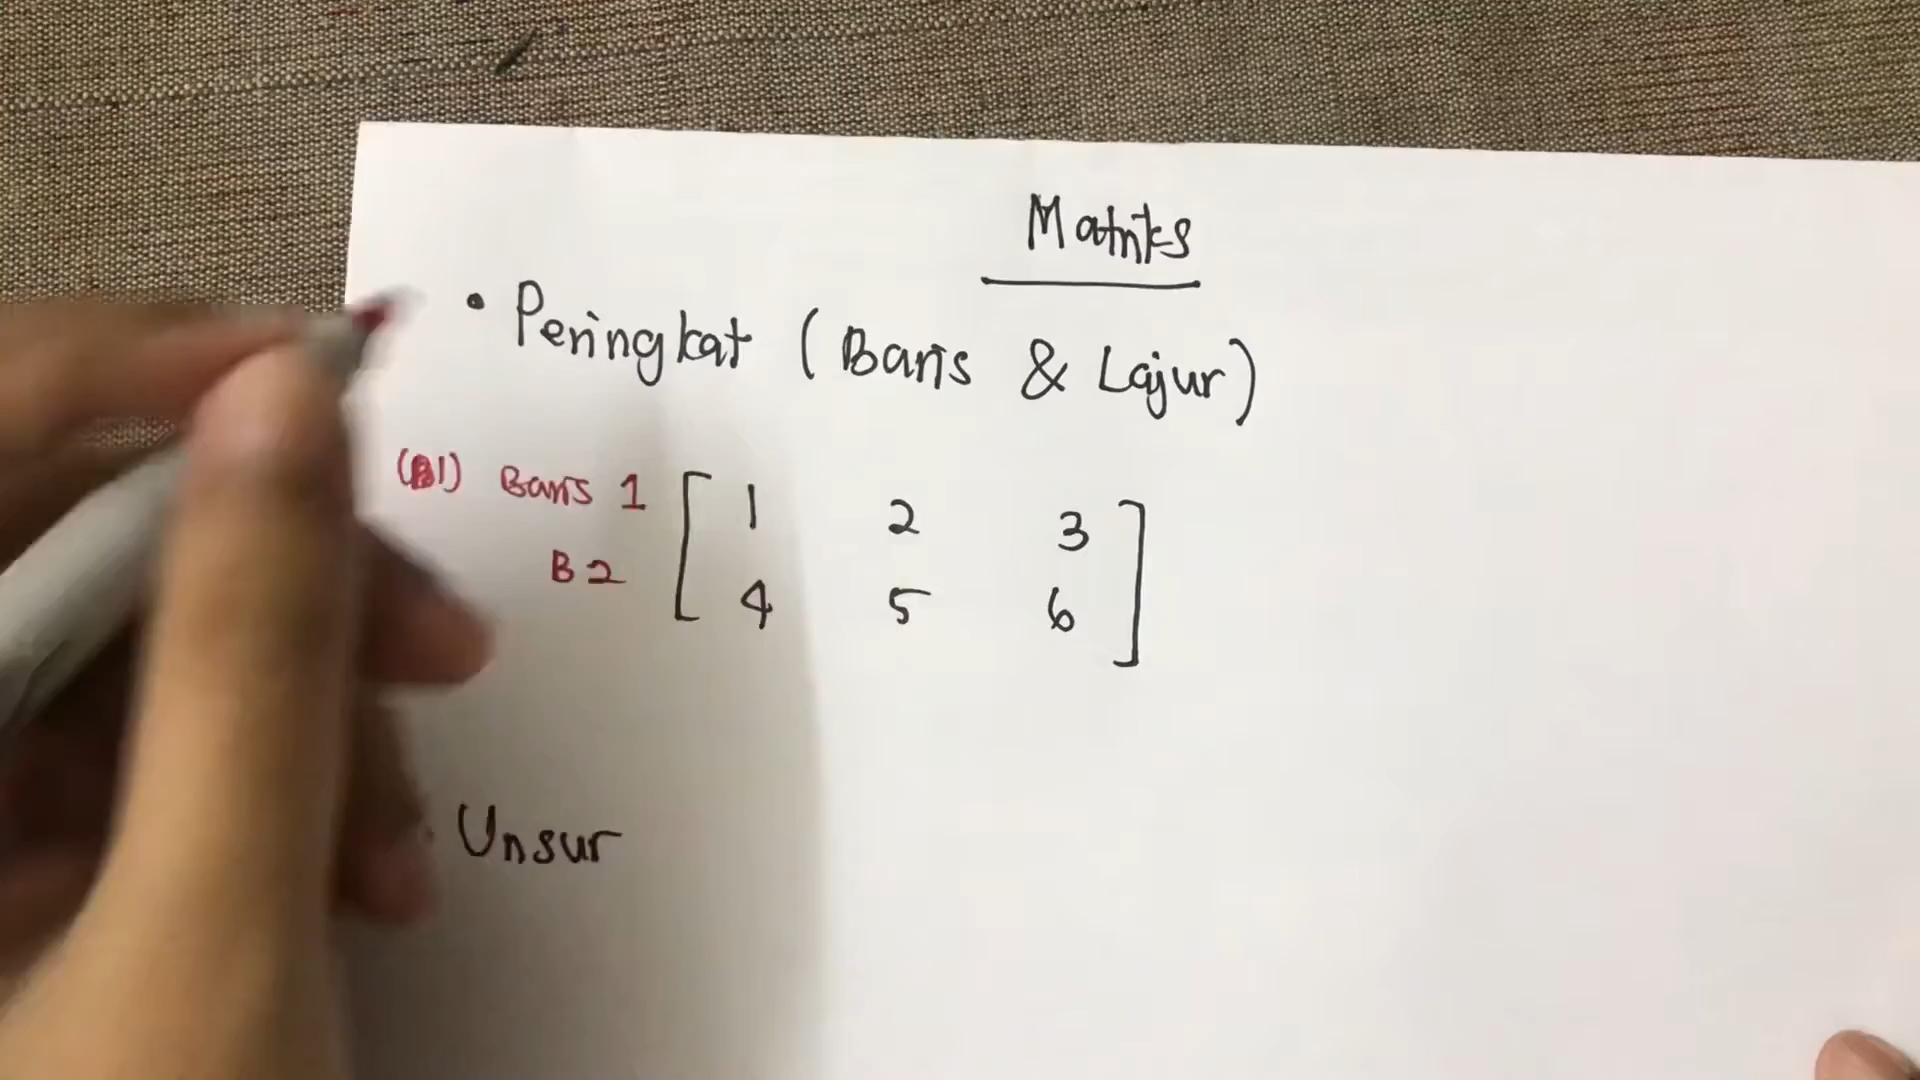 Matriks
• Peringkat (Baris & Lajur)
(B1) Baris 1 [ 1 2 3 ]
B2 [ 4 5 6 ]
Unsur